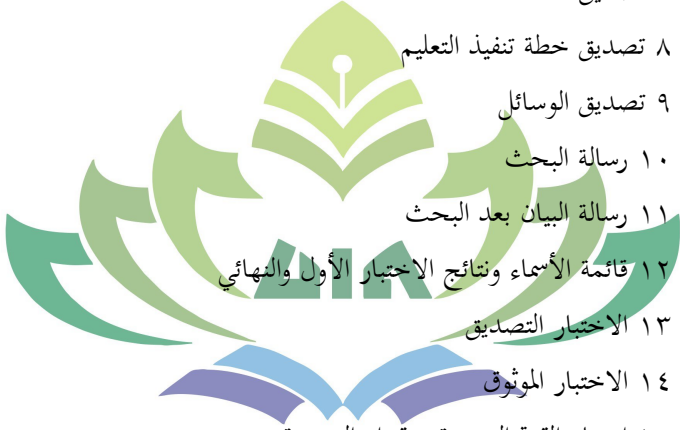 ٨ تصديق خطة تنفيذ التعليم
٩ تصديق الوسائل
١٠ رسالة البحث
١١ رسالة البيان بعد البحث
١٢ قائمة الأسماء ونتائج الاختبار الأول والنهائي
١٣ الاختبار التصديق
١٤ الاختبار الموثوق